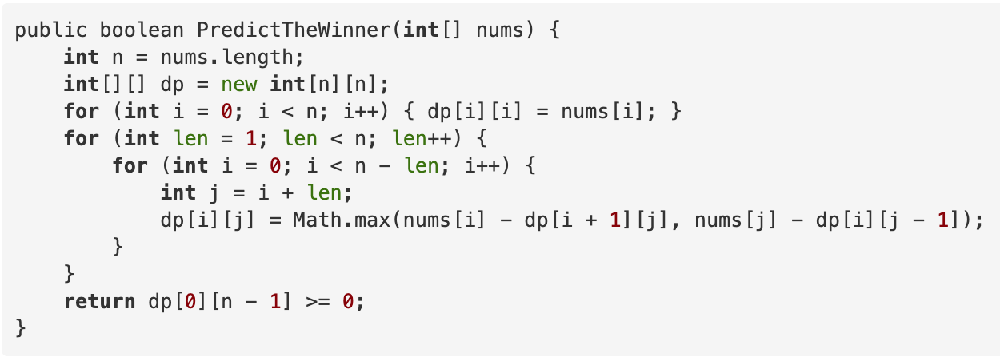 public boolean PredictTheWinner(int[] nums) {
    int n = nums.length;
    int[][] dp = new int[n][n];
    for (int i = 0; i < n; i++) { dp[i][i] = nums[i]; }
    for (int len = 1; len < n; len++) {
        for (int i = 0; i < n - len; i++) {
            int j = i + len;
            dp[i][j] = Math.max(nums[i] - dp[i + 1][j], nums[j] - dp[i][j - 1]);
        }
    }
    return dp[0][n - 1] >= 0;
}